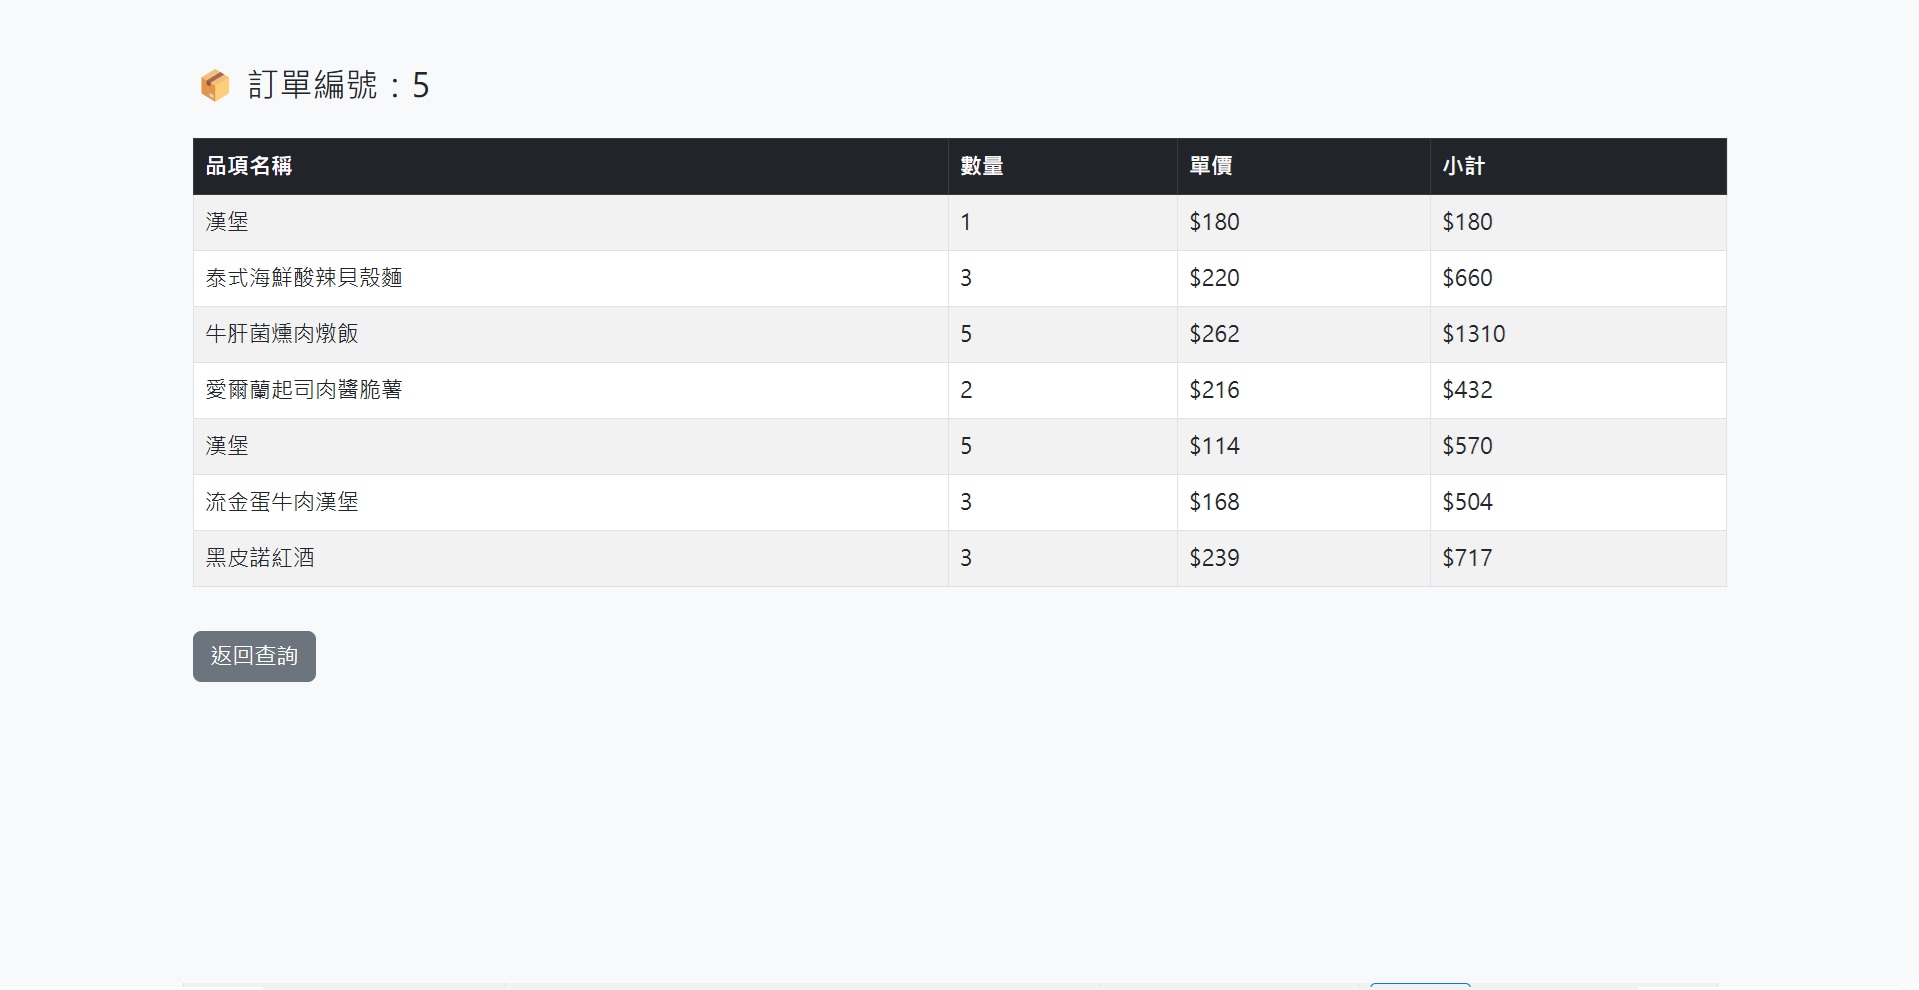 訂單編號：5
品項名稱 數量 單價 小計
漢堡 1 $180 $180
泰式海鮮酸辣貝殼麵 3 $220 $660
牛肝菌燻肉燉飯 5 $262 $1310
愛爾蘭起司肉醬脆薯 2 $216 $432
漢堡 5 $114 $570
流金蛋牛肉漢堡 3 $168 $504
黑皮諾紅酒 3 $239 $717
返回查詢